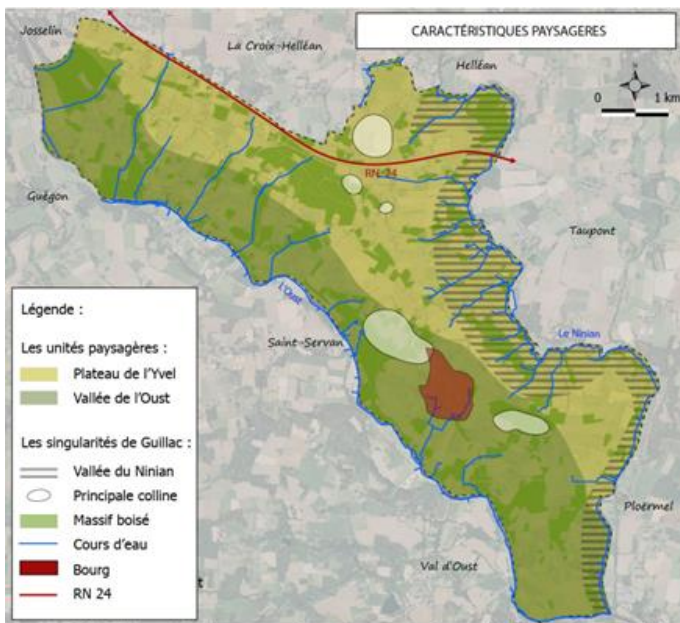 CARACTÉRISTIQUES PAYSAGERES
Josselin
La Croix-Helléan
Helléan
N
0 1 km
RN 24
Guégon
Taupont
L'Oust
Saint-Servan
Le Ninian
Ploërmel
Val d'Oust
Légende :
Les unités paysagères :
Plateau de l'Yvel
Vallée de l'Oust
Les singularités de Guillac :
Vallée du Ninian
Principale colline
Massif boisé
Cours d'eau
Bourg
RN 24
t